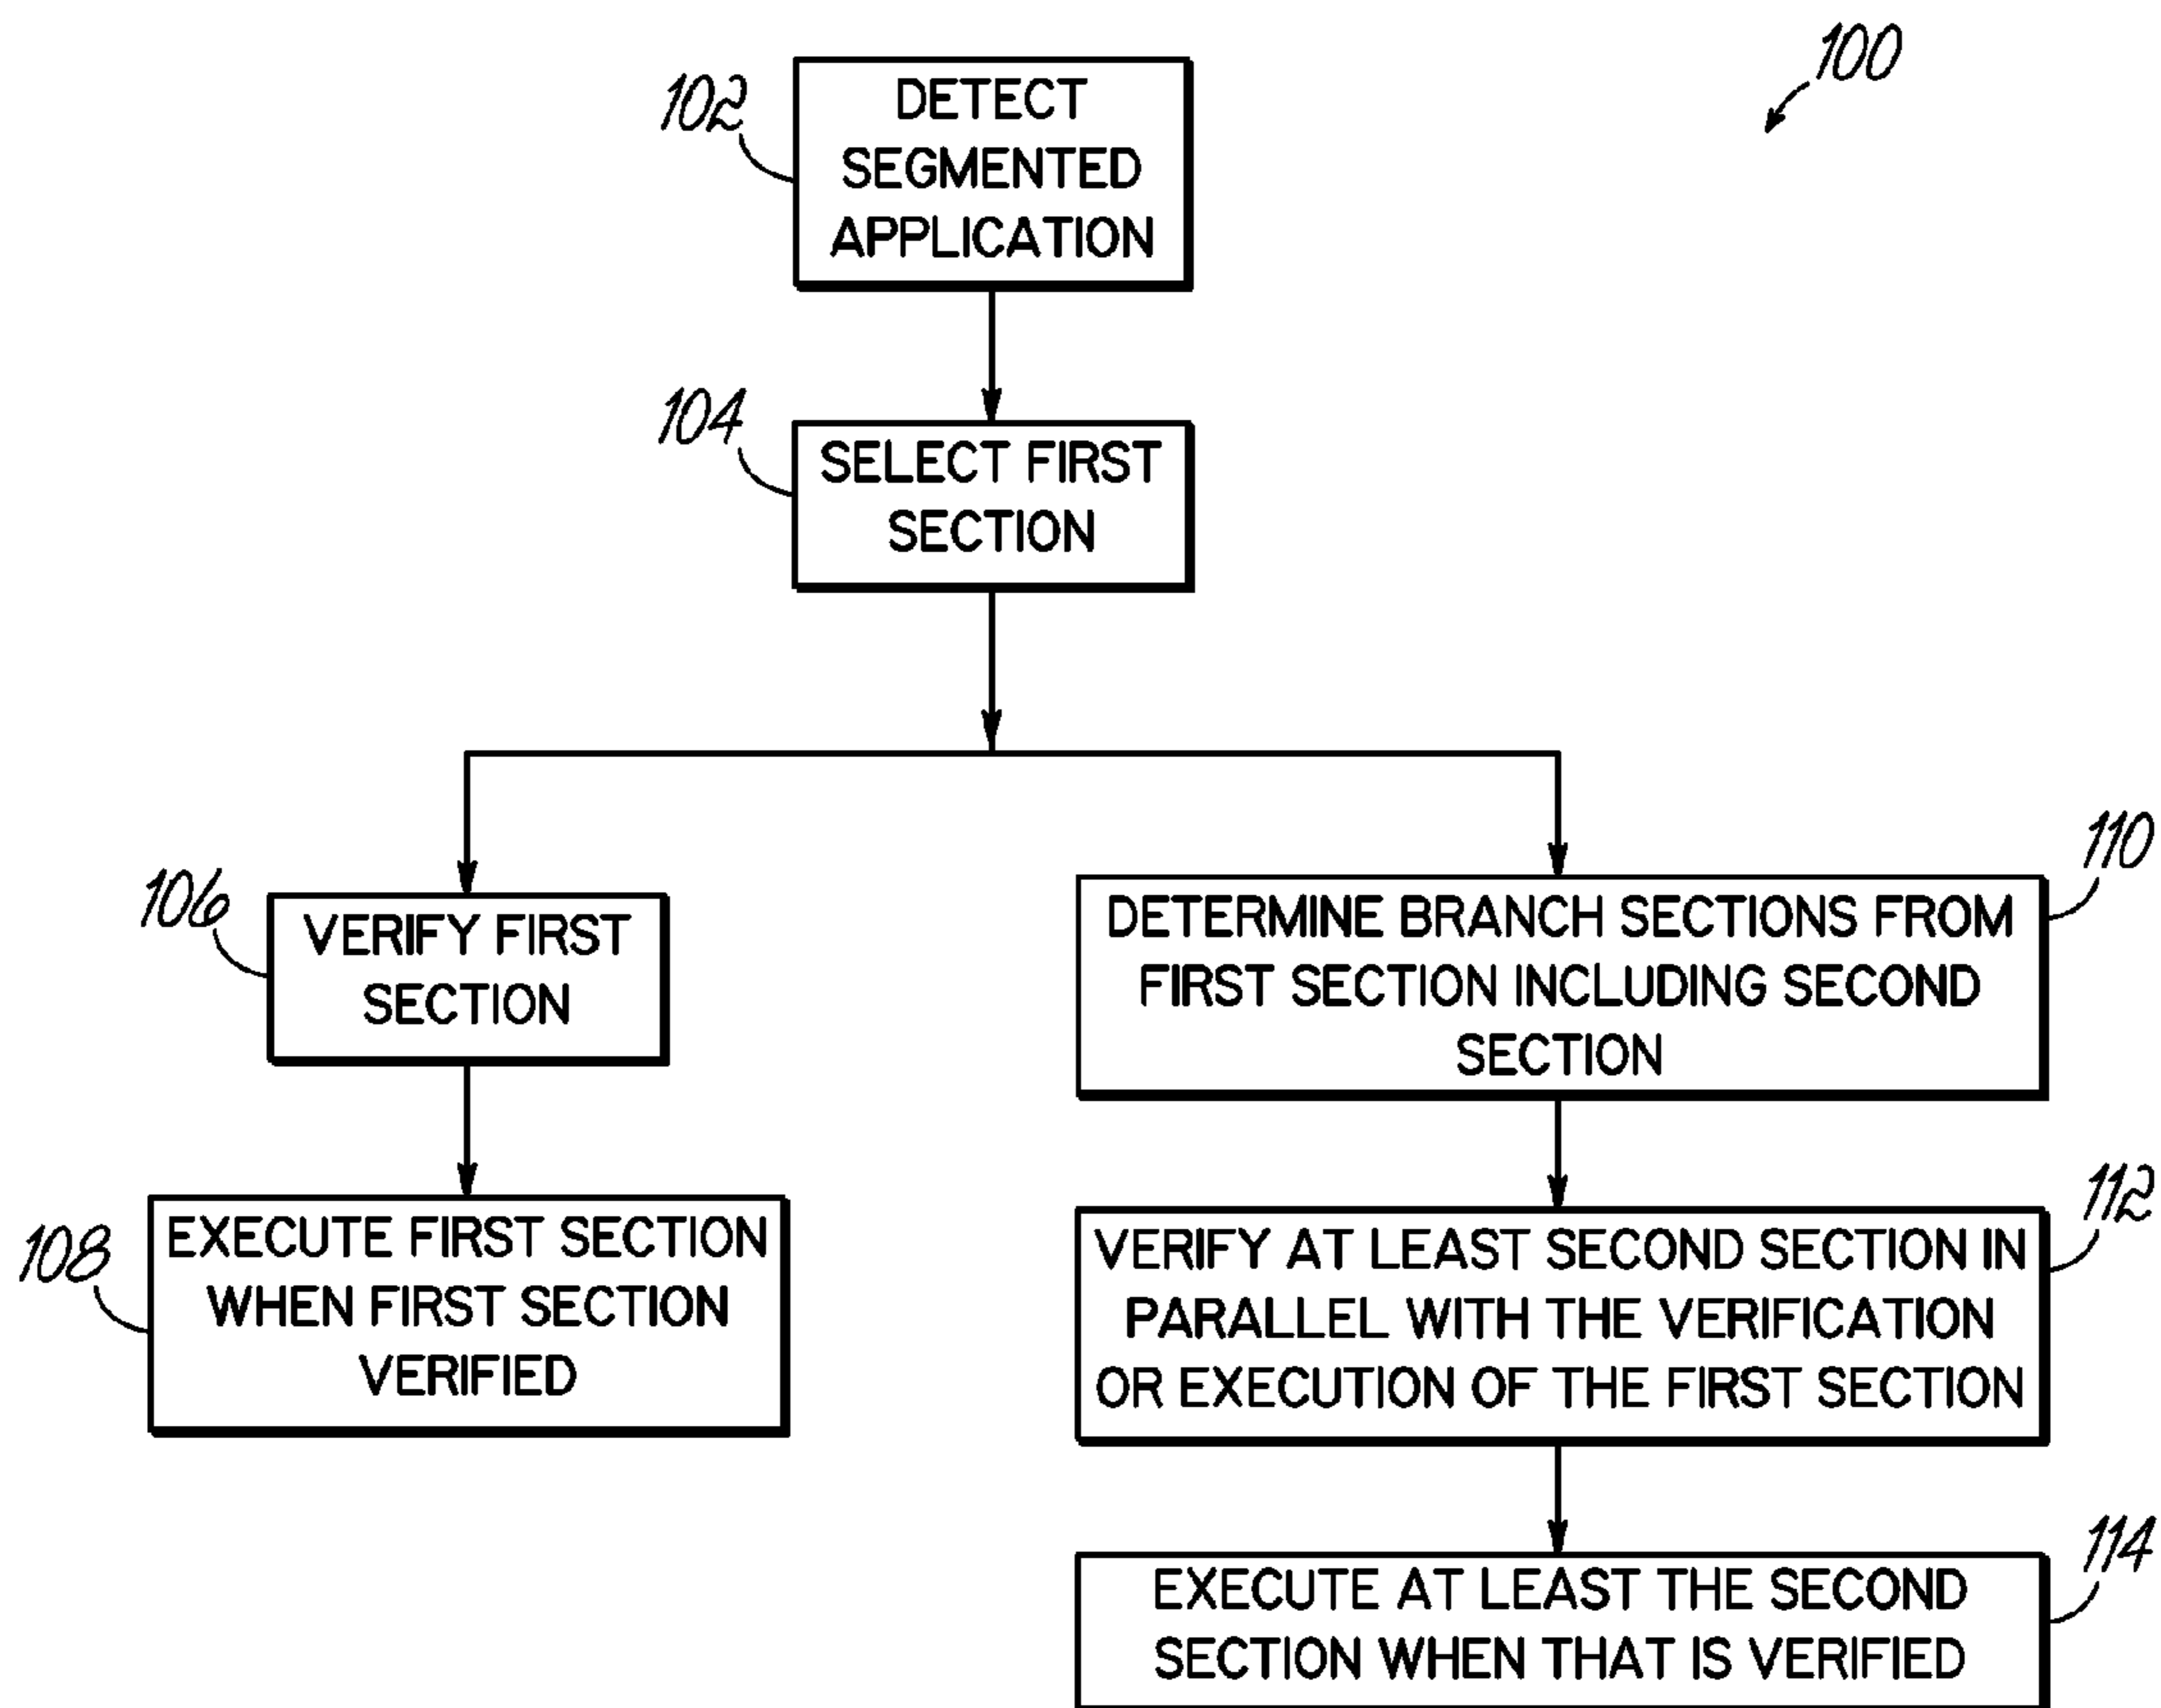 100
102
DETECT
SEGMENTED
APPLICATION
104
SELECT FIRST
SECTION
106
VERIFY FIRST
SECTION
108
EXECUTE FIRST SECTION
WHEN FIRST SECTION
VERIFIED
110
DETERMINE BRANCH SECTIONS FROM
FIRST SECTION INCLUDING SECOND
SECTION
112
VERIFY AT LEAST SECOND SECTION IN
PARALLEL WITH THE VERIFICATION
OR EXECUTION OF THE FIRST SECTION
114
EXECUTE AT LEAST THE SECOND
SECTION WHEN THAT IS VERIFIED